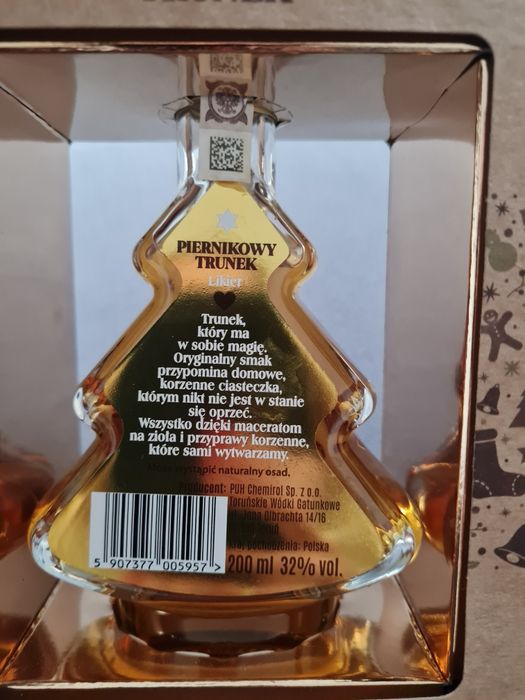 PIERNIKOWY
TRUNEK
Likier
Trunek,
który ma
w sobie magię.
Oryginalny smak
przypomina domowe,
korzenne ciasteczka,
którym nikt nie jest w stanie
się oprzeć.
Wszystko dzięki maceratom
na zioła i przyprawy korzenne,
które sami wytwarzamy.
Może wystąpić naturalny osad.
Producent: PUH Chemirol Sp. z o.o.
Toruńskie Wódki Gatunkowe
Jana Olbrachta 14/16
pochodzenia: Polska
5 907377 005957 >
200 ml 32% vol.